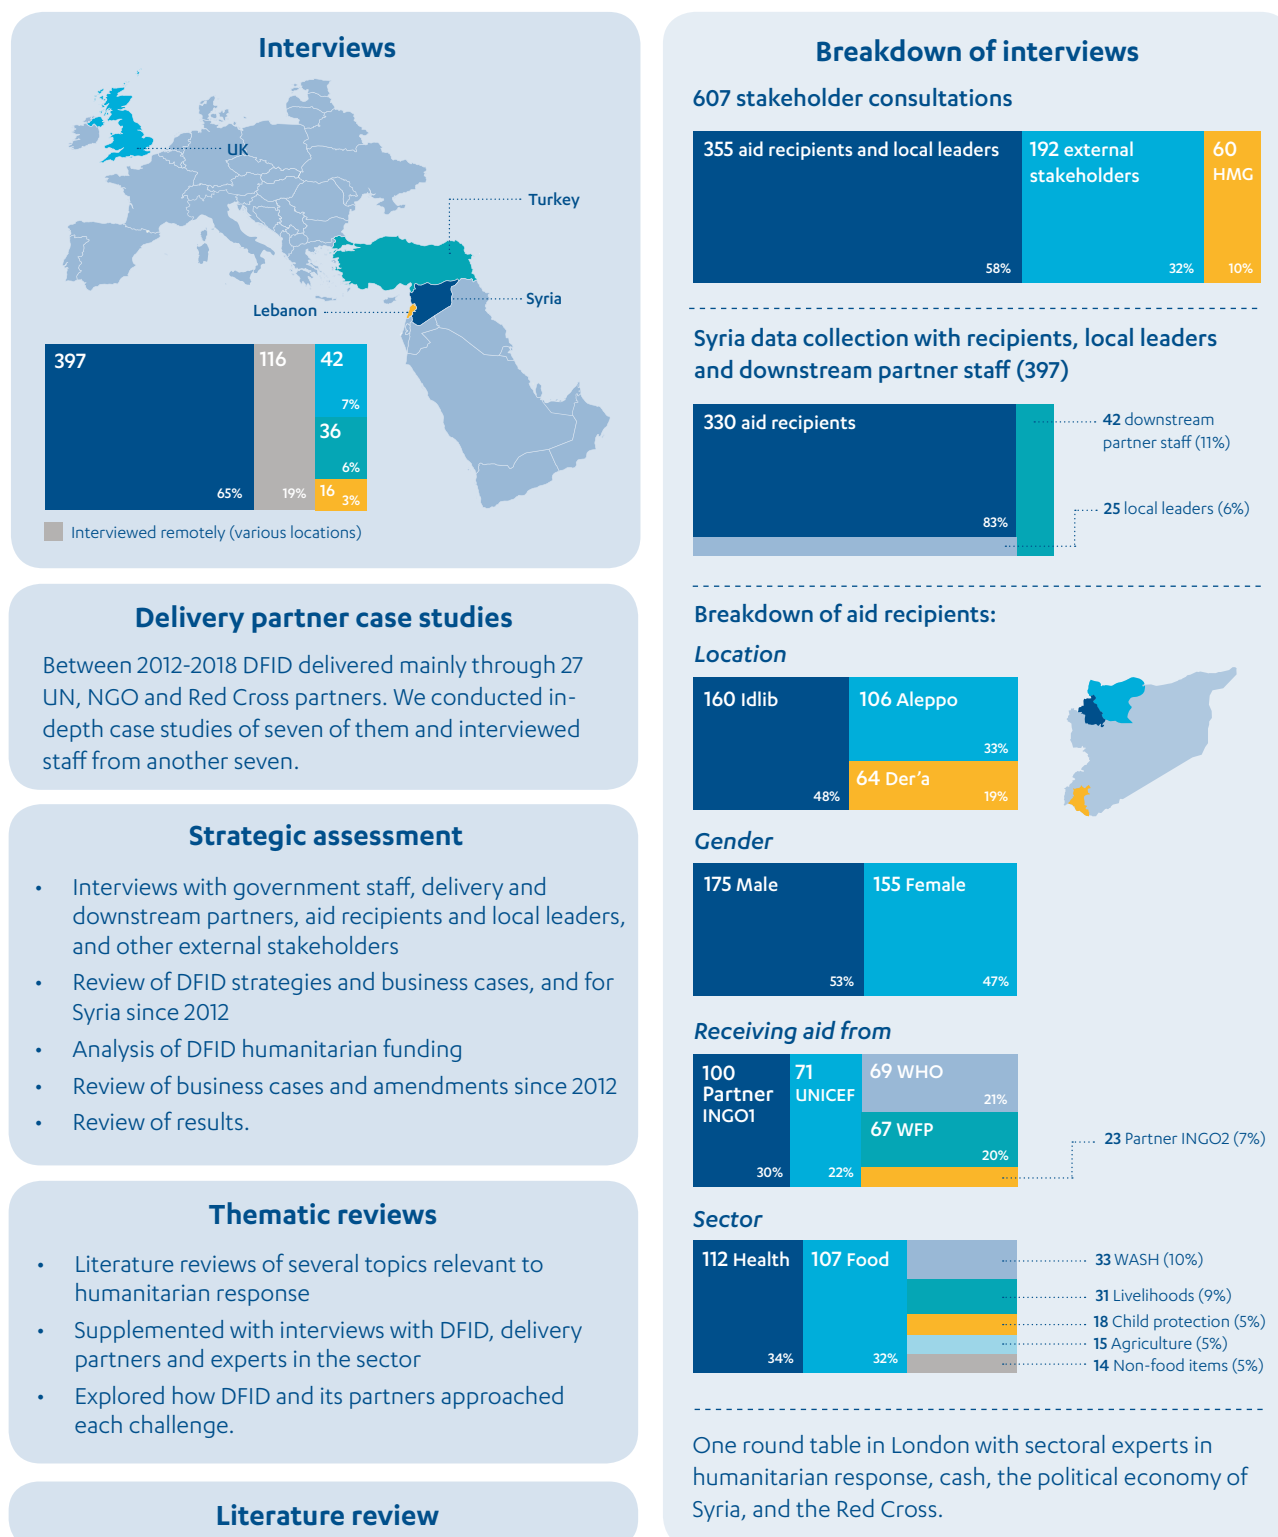 Interviews
UK
Turkey
Syria
Lebanon
397
65%
116
19%
42
7%
36
6%
16
3%
Interviewed remotely (various locations)
Delivery partner case studies
Between 2012-2018 DFID delivered mainly through 27
UN, NGO and Red Cross partners. We conducted in-
depth case studies of seven of them and interviewed
staff from another seven.
Strategic assessment
• Interviews with government staff, delivery and
downstream partners, aid recipients and local leaders,
and other external stakeholders
• Review of DFID strategies and business cases, and for
Syria since 2012
• Analysis of DFID humanitarian funding
• Review of business cases and amendments since 2012
• Review of results.
Thematic reviews
• Literature reviews of several topics relevant to
humanitarian response
• Supplemented with interviews with DFID, delivery
partners and experts in the sector
• Explored how DFID and its partners approached
each challenge.
Literature review
Breakdown of interviews
607 stakeholder consultations
355 aid recipients and local leaders
58%
192 external
stakeholders
32%
60
HMG
10%
Syria data collection with recipients, local leaders
and downstream partner staff (397)
330 aid recipients
83%
42 downstream
partner staff (11%)
25 local leaders (6%)
Breakdown of aid recipients:
Location
160 Idlib
48%
106 Aleppo
33%
64 Der'a
19%
Gender
175 Male
53%
155 Female
47%
Receiving aid from
100
Partner
INGO1
30%
71
UNICEF
22%
69 WHO
21%
67 WFP
20%
23 Partner INGO2 (7%)
Sector
112 Health
34%
107 Food
32%
33 WASH (10%)
31 Livelihoods (9%)
18 Child protection (5%)
15 Agriculture (5%)
14 Non-food items (5%)
One round table in London with sectoral experts in
humanitarian response, cash, the political economy of
Syria, and the Red Cross.